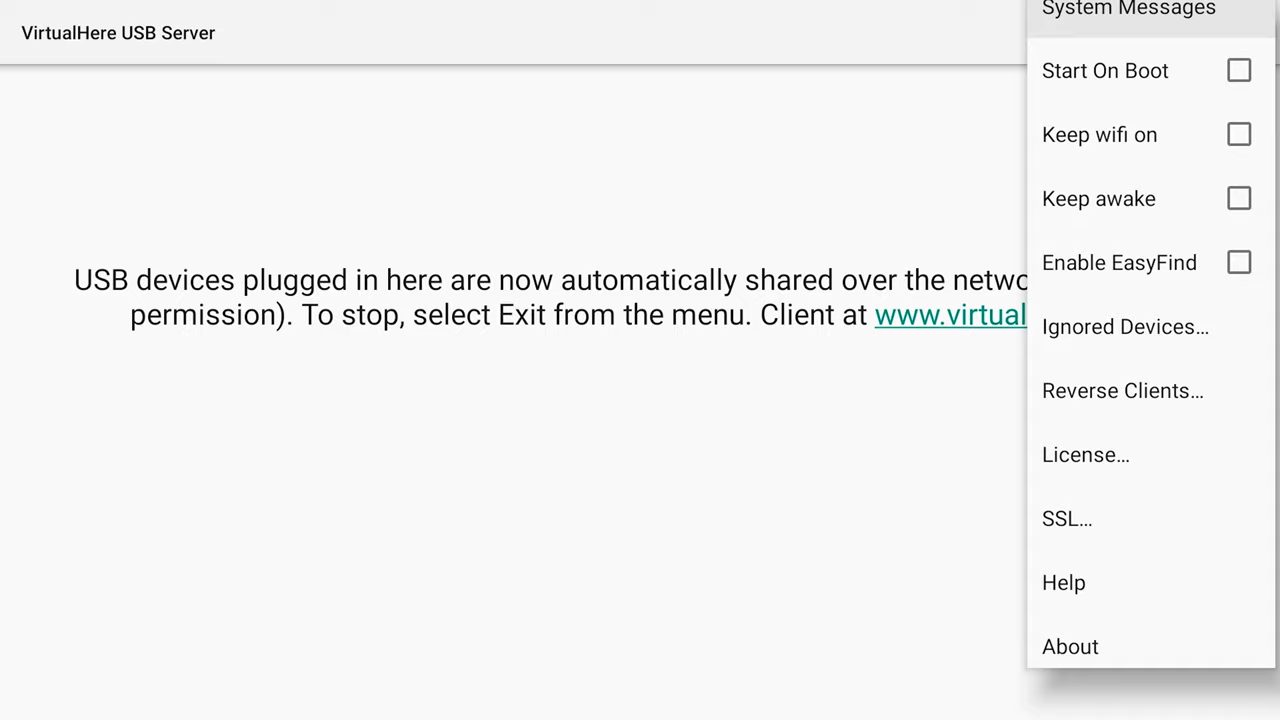 VirtualHere USB Server
USB devices plugged in here are now automatically shared over the netwo
permission). To stop, select Exit from the menu. Client at www.virtual
System Messages
Start On Boot
Keep wifi on
Keep awake
Enable EasyFind
Ignored Devices...
Reverse Clients...
License...
SSL...
Help
About